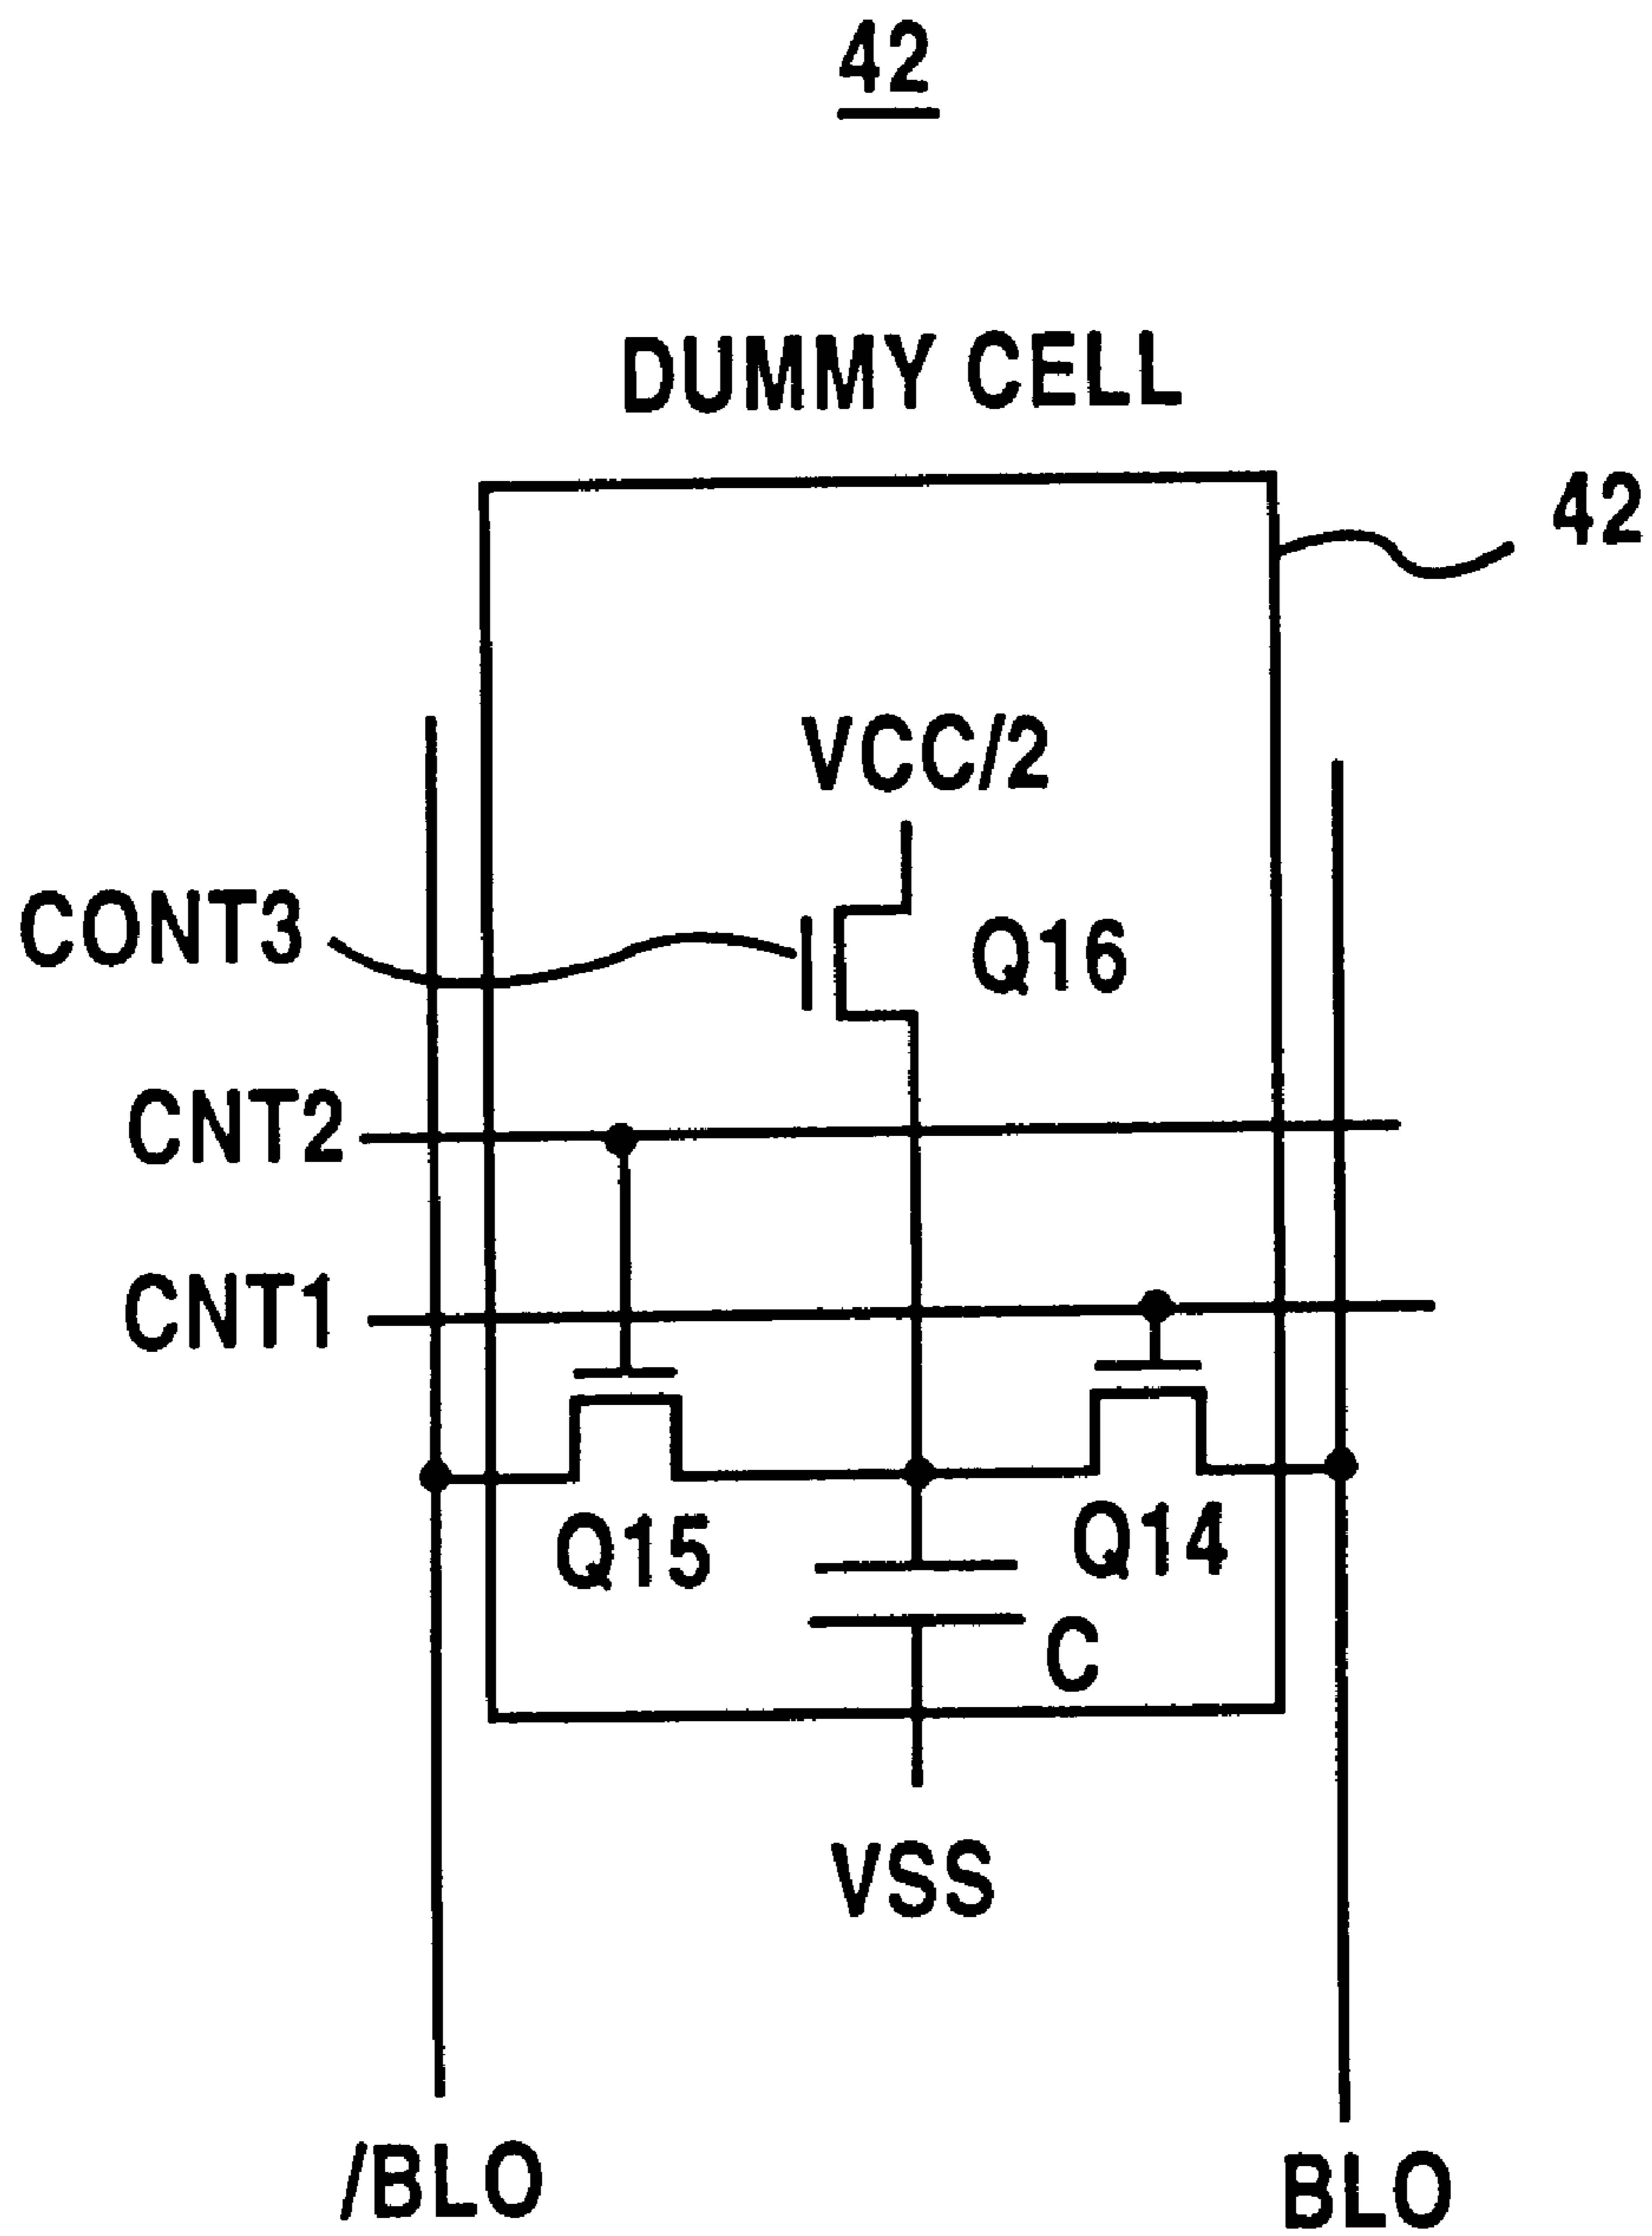 42
DUMMY CELL
42
VCC/2
CONT3
Q16
CNT2
CNT1
Q15
Q14
C
VSS
/BLO
BLO